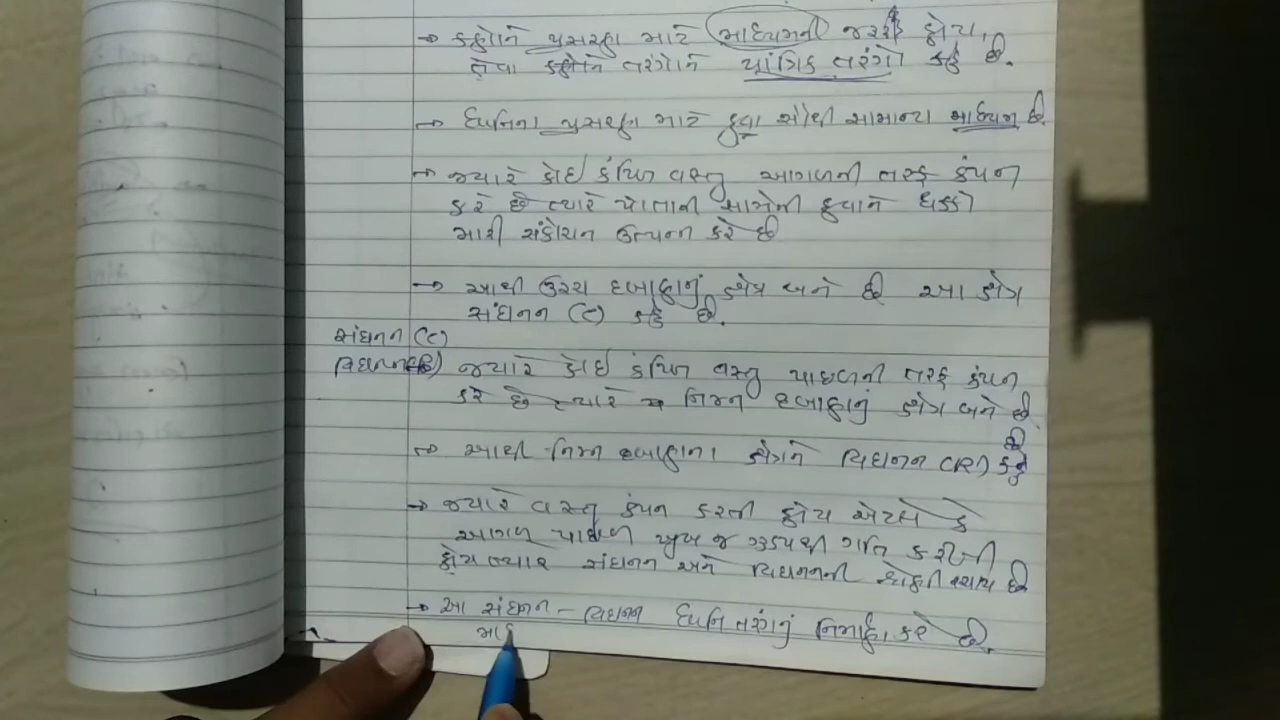 → કણોને પ્રસરણ માટે માધ્યમની જરૂરી હોય,
તેવા કણોને તરંગોને યાંત્રિક તરંગો કહે છે.
→ ધ્વનિના પ્રસરણ માટે હવા સૌથી સામાન્ય માધ્યમ છે.
→ જ્યારે કોઈ કંપિત વસ્તુ આગળની તરફ કંપન
કરે છે ત્યારે પોતાની સામેની હવાને ધક્કો
મારી સંકોચન ઉત્પન્ન કરે છે
→ આથી ઉચ્ચ દબાણનું ક્ષેત્ર બને છે આ ક્ષેત્ર
સંઘનન (C) કહે છે.
સંઘનન (C)
વિઘનન (R) જ્યારે કોઈ કંપિત વસ્તુ પાછળની તરફ કંપન
કરે છે ત્યારે નિમ્ન દબાણનું ક્ષેત્ર બને છે
→ આથી નિમ્ન દબાણના ક્ષેત્રને વિઘનન (R) કહે
છે
→ જ્યારે વસ્તુ કંપન કરતી હોય એટલે કે
આગળ પાછળ ખુબ જ ઝડપથી ગતિ કરીતી
હોય ત્યારે સંઘનન અને વિઘનનની શ્રેણી રચાય છે
→ આ સંઘનન - વિઘનન ધ્વનિ તરંગનું નિર્માણ કરે છે.